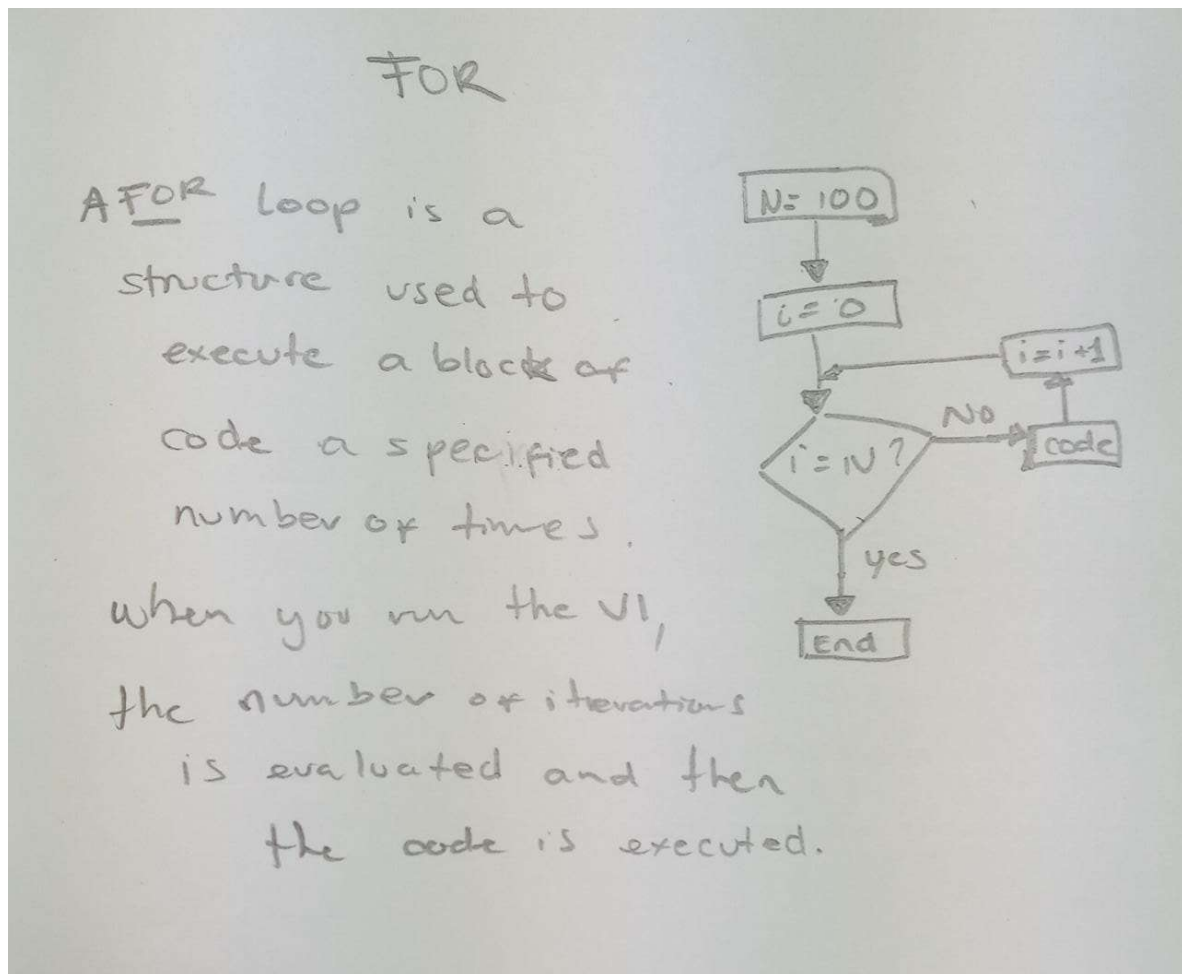 FOR
A FOR loop is a
structure used to
execute a block of
code a specified
number of times.
when you run the VI,
the number of iterations
is evaluated and then
the code is executed.
N= 100
i = 0
i=i+1
NO
code
i = N?
yes
End